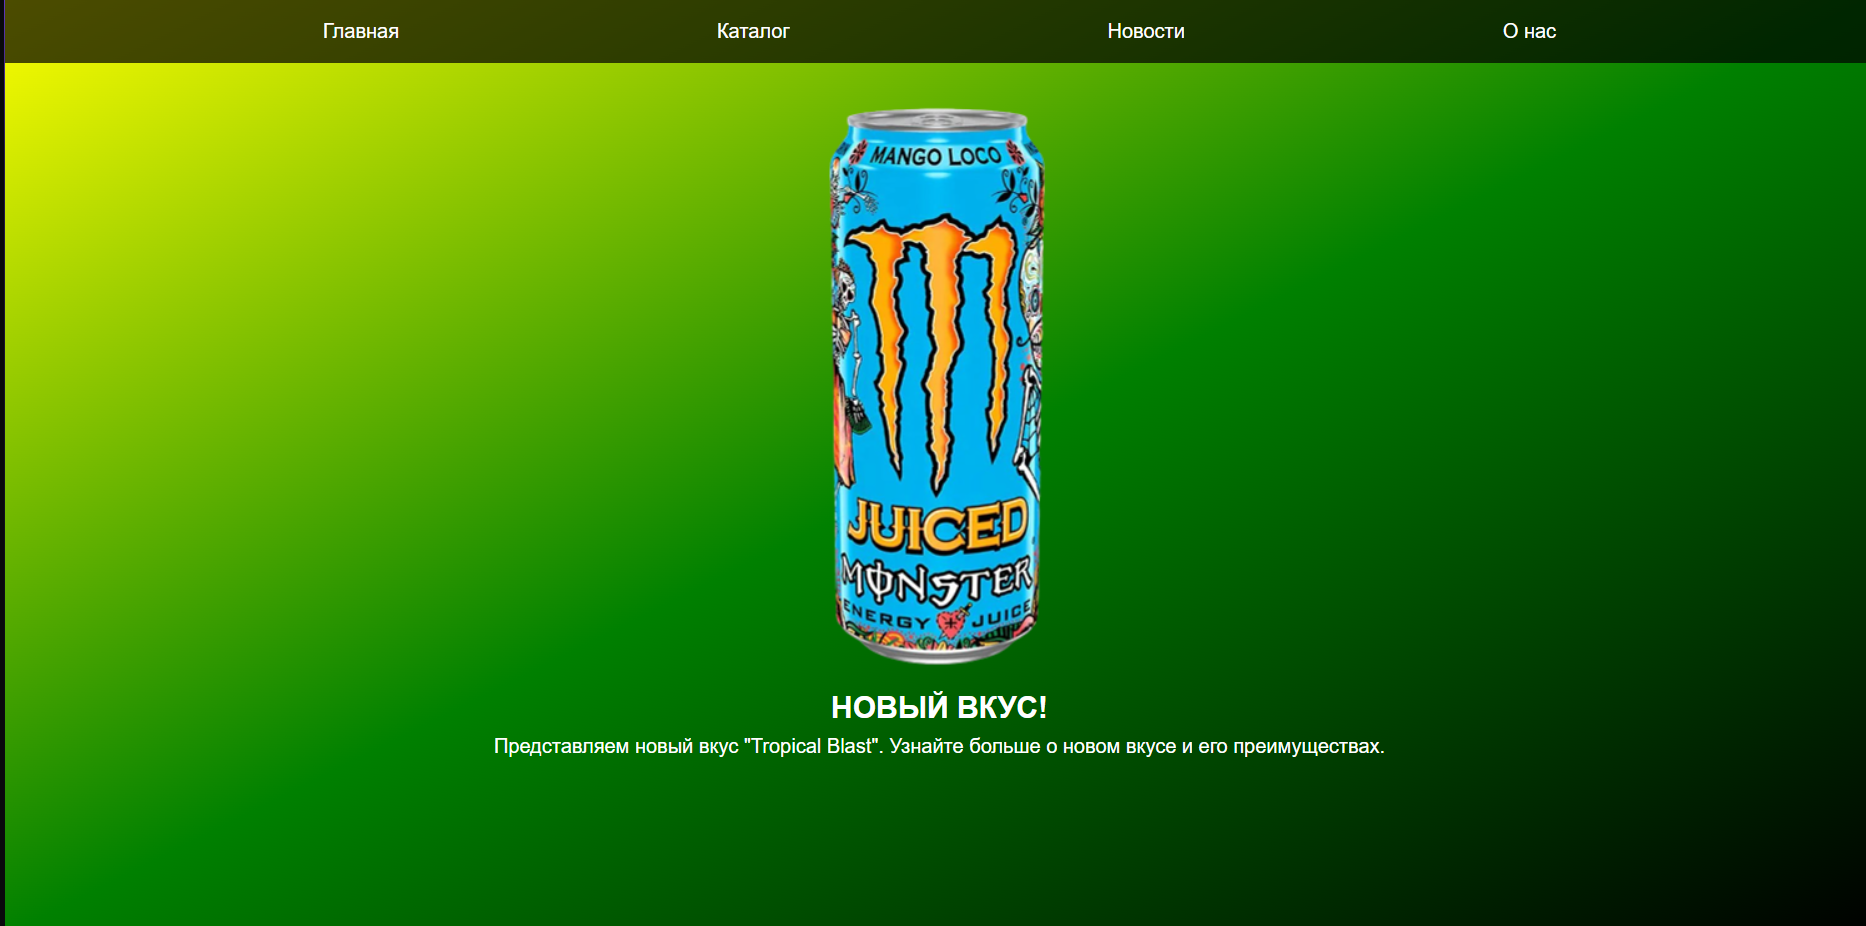 Главная Каталог Новости О нас
MANGO LOCO
JUICED
MONSTER
ENERGY + JUICE
НОВЫЙ ВКУС!
Представляем новый вкус "Tropical Blast". Узнайте больше о новом вкусе и его преимуществах.